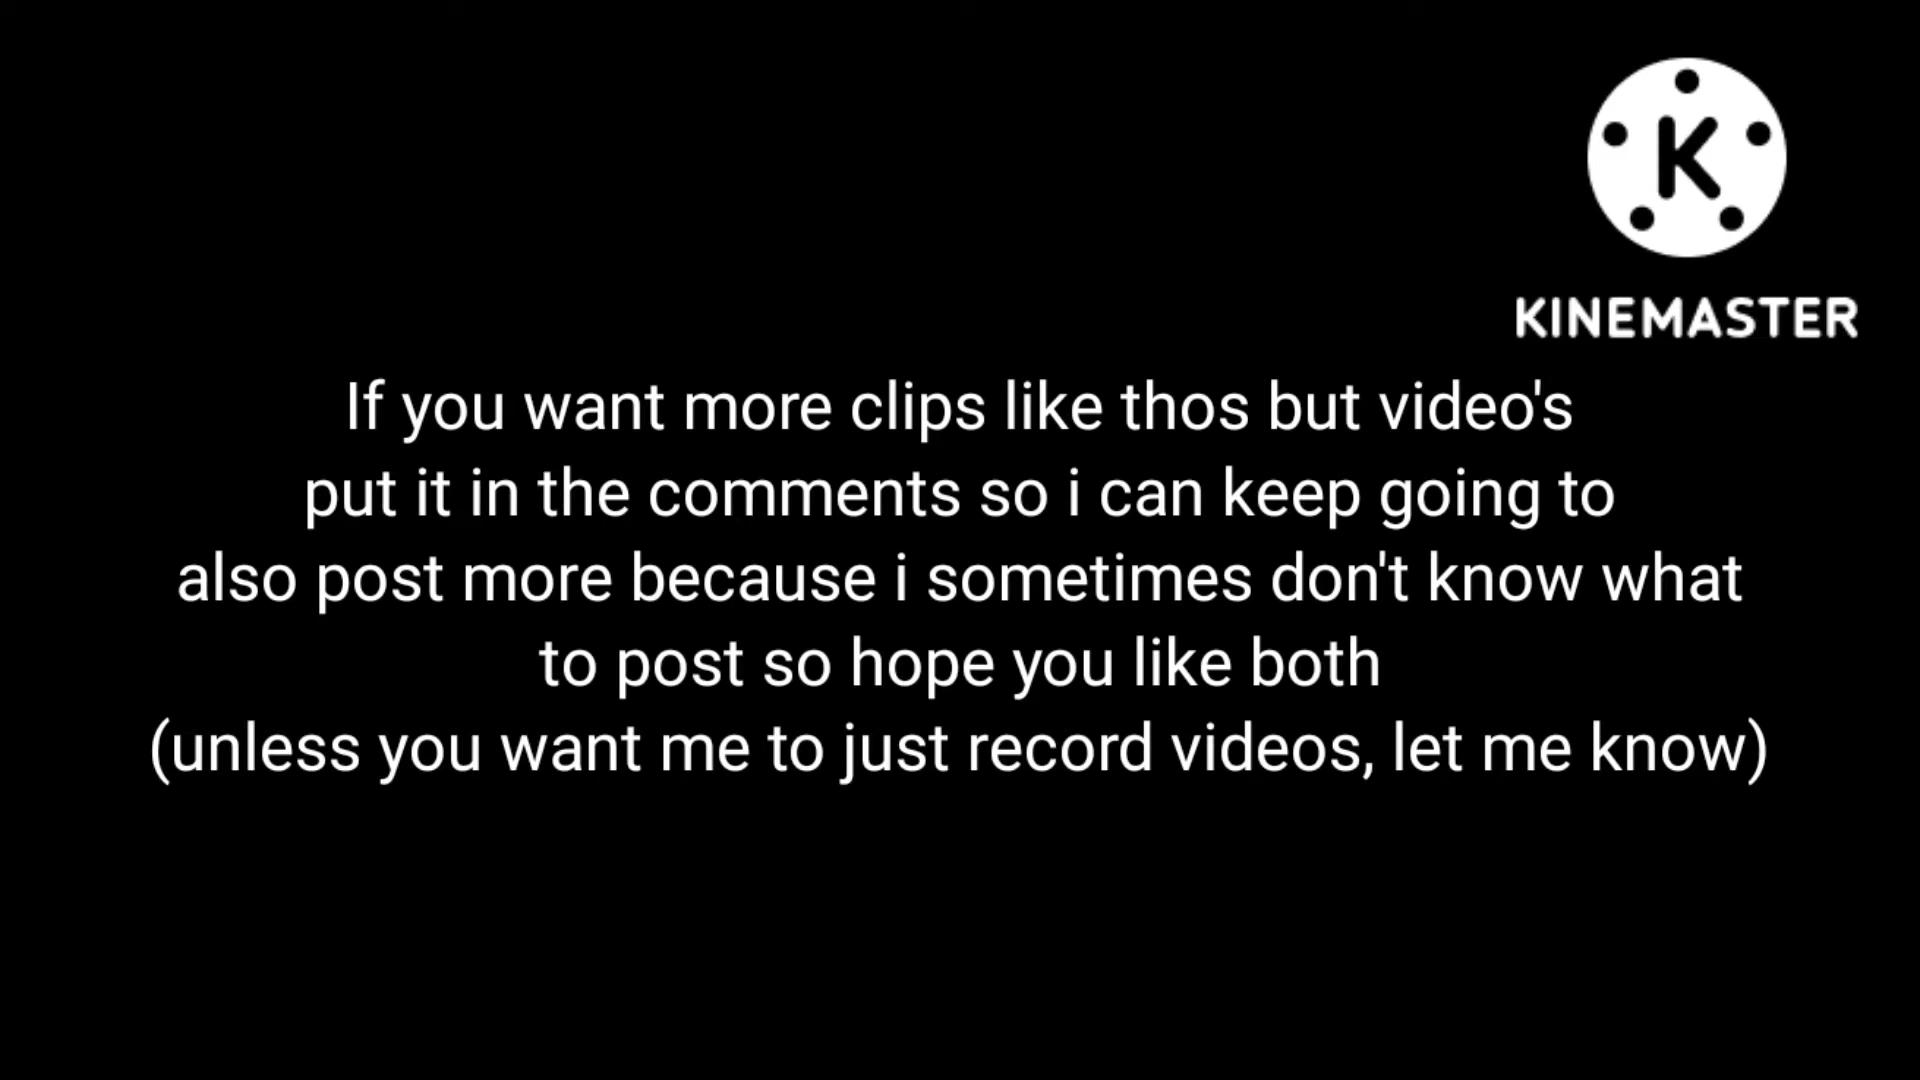 K
KINEMASTER
If you want more clips like thos but video's
put it in the comments so i can keep going to
also post more because i sometimes don't know what
to post so hope you like both
(unless you want me to just record videos, let me know)